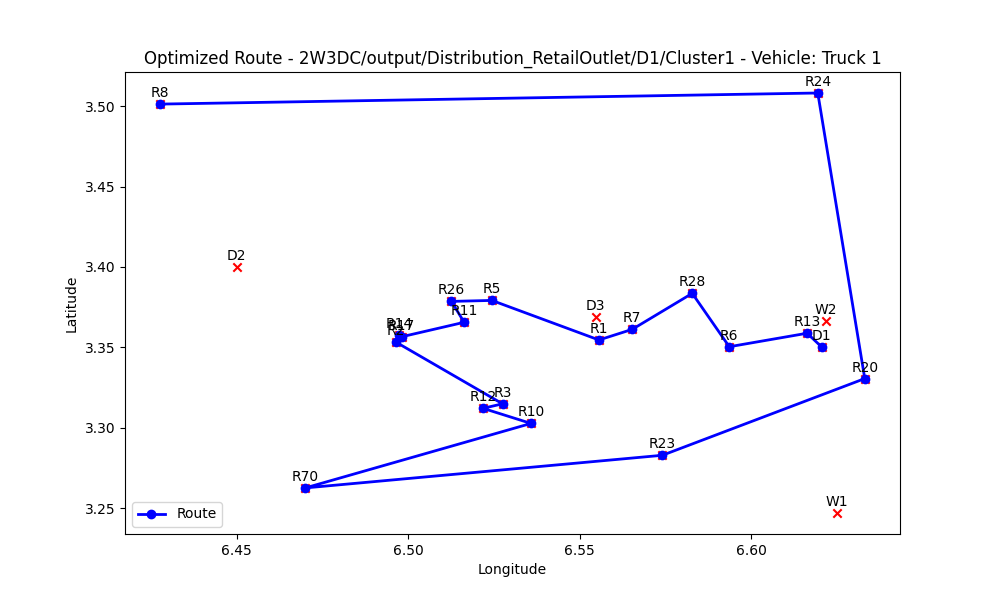 Optimized Route - 2W3DC/output/Distribution_RetailOutlet/D1/Cluster1 - Vehicle: Truck 1
R8
R24
3.50
3.45
D2
3.40
R26
R5
R28
D3
W2
R11
R1
R7
R13
R6
D1
3.35
R20
R12
R3
R10
3.30
R23
R70
3.25
W1
Route
6.45
6.50
6.55
6.60
Longitude
Latitude